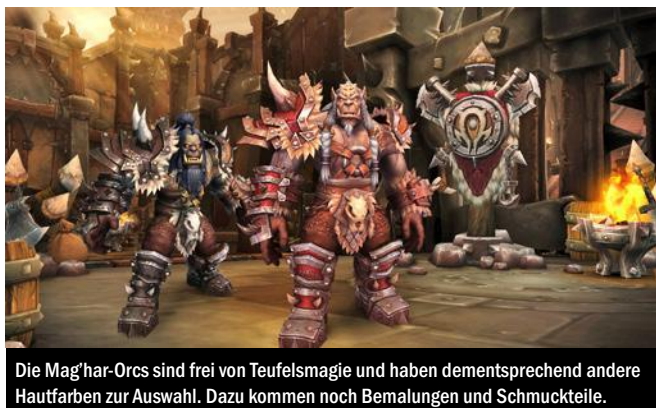 Die Mag'har-Orcs sind frei von Teufelsmagie und haben dementsprechend andere
Hautfarben zur Auswahl. Dazu kommen noch Bemalungen und Schmuckteile.